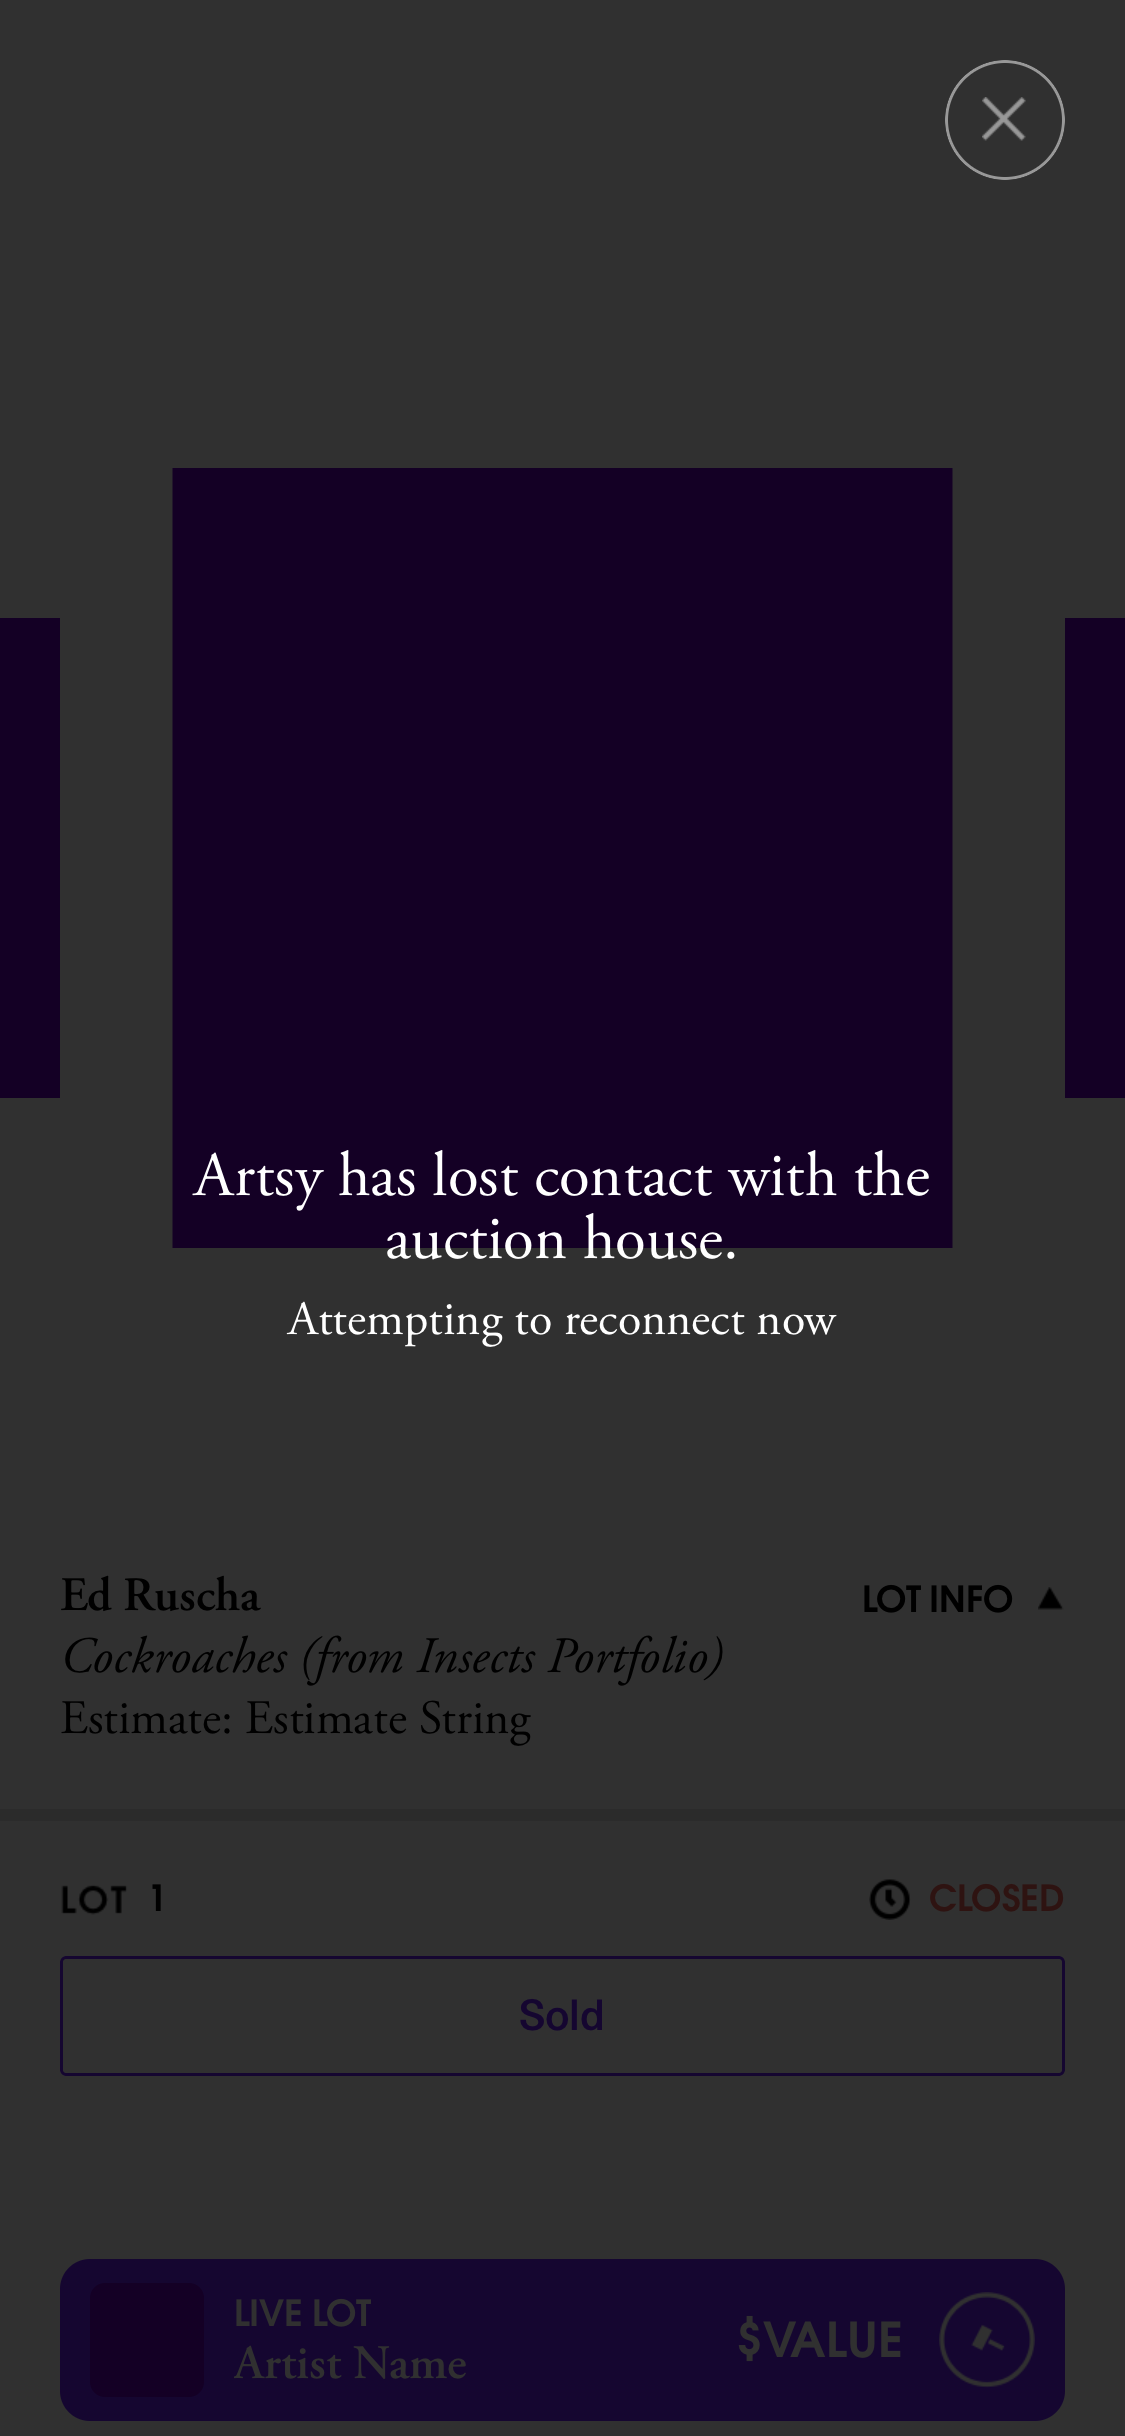 Artsy has lost contact with the
auction house.
Attempting to reconnect now
Ed Ruscha
LOT INFO ▲
Cockroaches (from Insects Portfolio)
Estimate: Estimate String
LOT 1
CLOSED
Sold
LIVE LOT
Artist Name
$VALUE